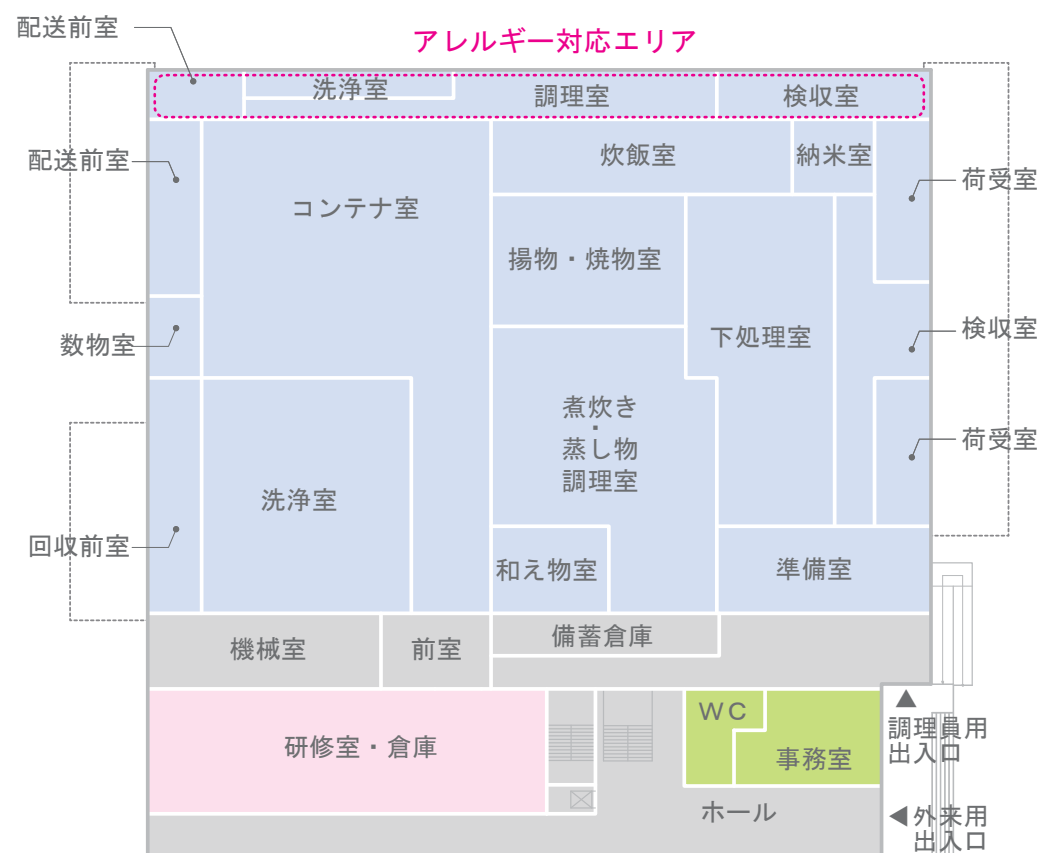 配送前室
アレルギー対応エリア
洗浄室
調理室
検収室
配送前室
コンテナ室
炊飯室
納米室
荷受室
揚物・焼物室
数物室
下処理室
検収室
煮炊き
・
蒸し物
調理室
荷受室
洗浄室
回収前室
和え物室
準備室
機械室
前室
備蓄倉庫
研修室・倉庫
WC
事務室
▲
調理員用
出入口
ホール
◀外来用
出入口